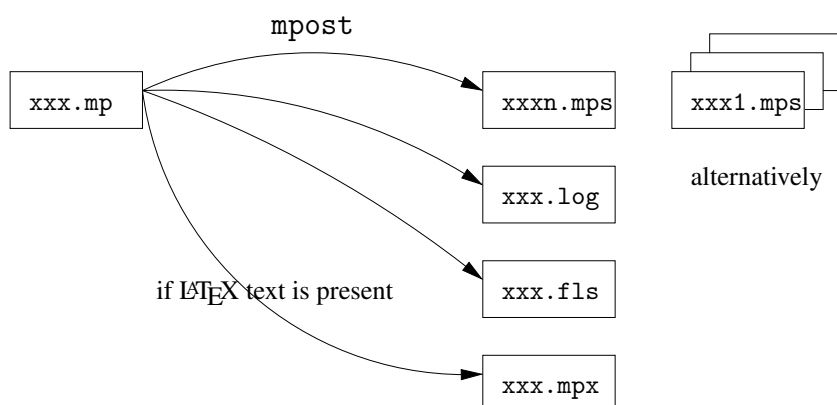 mpost
xxx.mp
xxxn.mps
xxx1.mps
xxx.log
alternatively
if LATEX text is present
xxx.fls
xxx.mpx